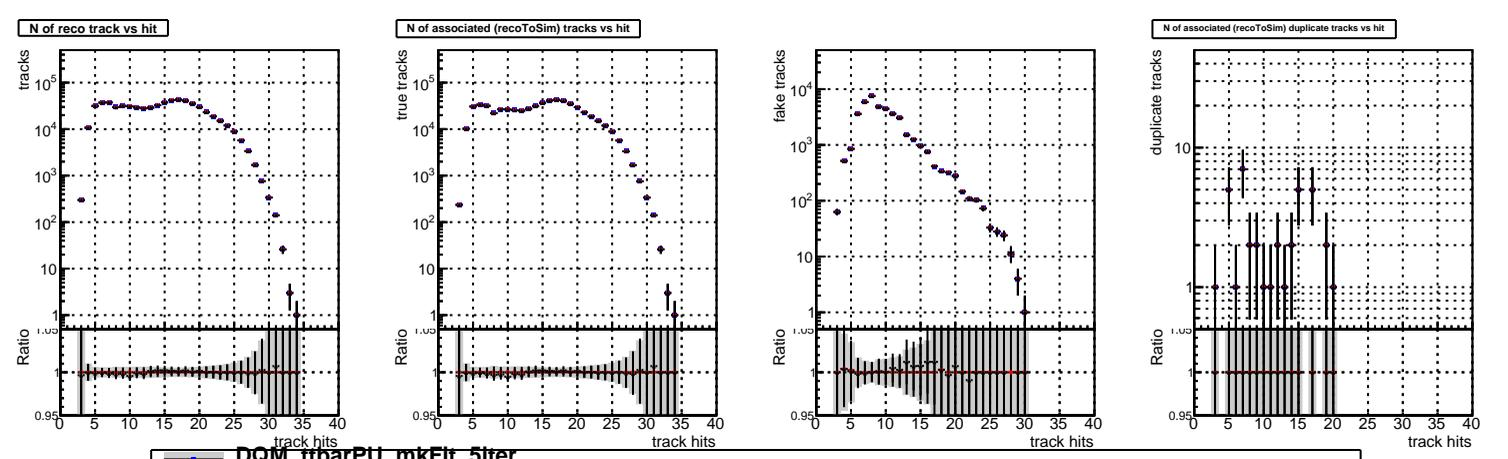 N of reco track vs hit
N of associated (recoToSim) tracks vs hit
N of associated (recoToSim) duplicate tracks vs hit
tracks
10^5
10^4
10^3
10^2
10
1
Ratio
1.05
1
0.95
0 5 10 15 20 25 30 35 40
track hits
true tracks
10^5
10^4
10^3
10^2
10
1
Ratio
1.05
1
0.95
0 5 10 15 20 25 30 35 40
track hits
fake tracks
10^4
10^3
10^2
10
1
Ratio
1.05
1
0.95
0 5 10 15 20 25 30 35 40
track hits
duplicate tracks
10
1
Ratio
1.05
1
0.95
0 5 10 15 20 25 30 35 40
track hits
DQM_ttbarPU_mkFit_5iter